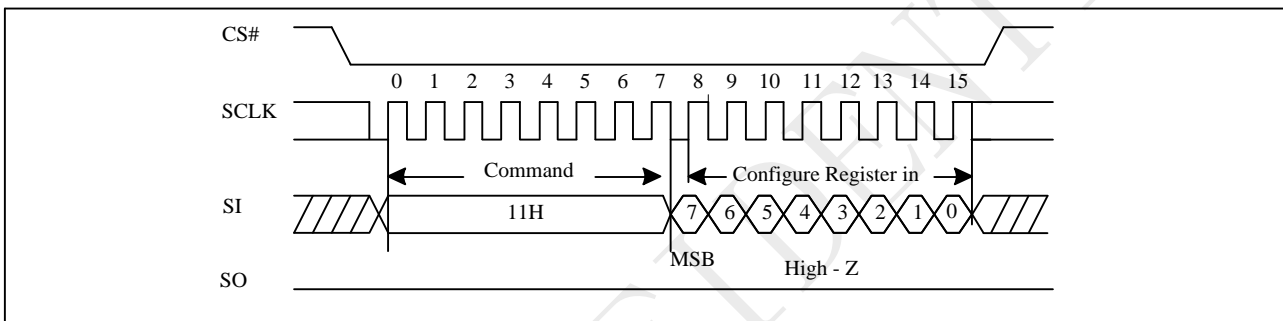 CS#
0 1 2 3 4 5 6 7 8 9 10 11 12 13 14 15
SCLK
Command Configure Register in
SI 11H 7 6 5 4 3 2 1 0
MSB High - Z
SO